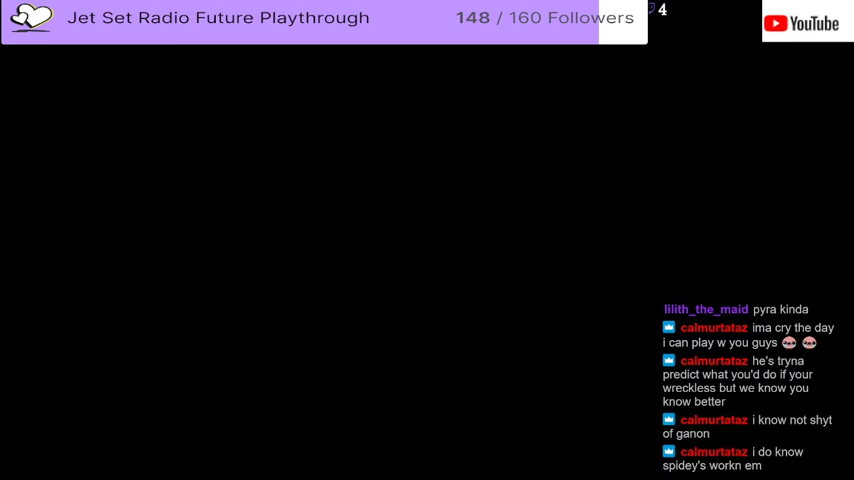 Jet Set Radio Future Playthrough 148 / 160 Followers
4
YouTube
lilith_the_maid pyra kinda
calmurtataz ima cry the day
i can play w you guys
calmurtataz he's tryna
predict what you'd do if your
wreckless but we know you
know better
calmurtataz i know not shyt
of ganon
calmurtataz i do know
spidey's workn em